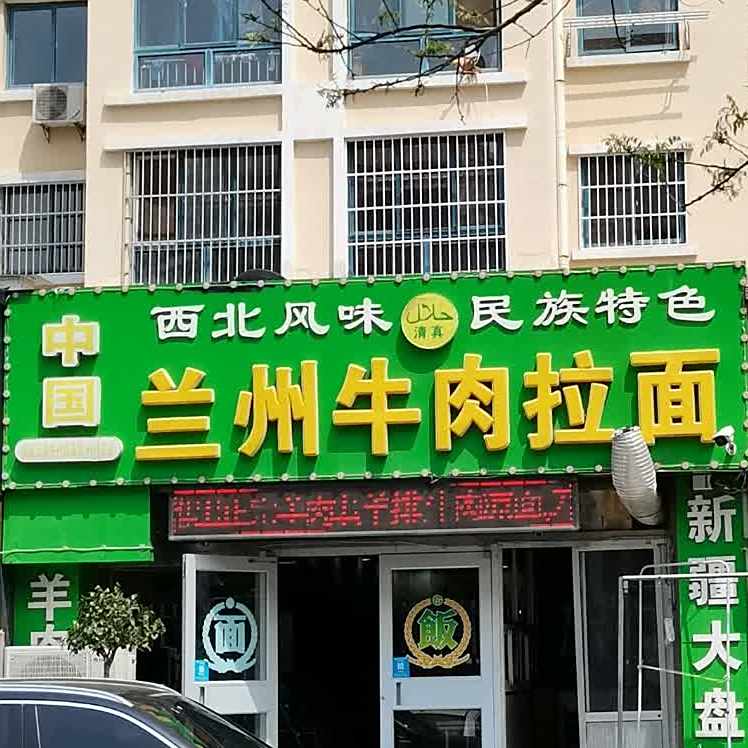 西北风味 حلال 清真 民族特色
中国
兰州牛肉拉面
羊肉
面
飯
新疆大盘